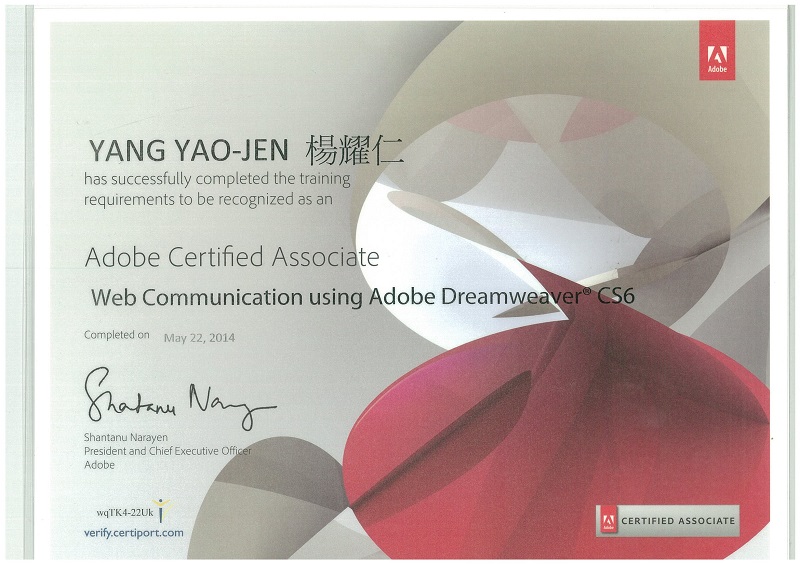 Adobe
YANG YAO-JEN 楊耀仁
has successfully completed the training
requirements to be recognized as an
Adobe Certified Associate
Web Communication using Adobe Dreamweaver® CS6
Completed on May 22, 2014
Shantanu Narayen
Shantanu Narayen
President and Chief Executive Officer
Adobe
wqTK4-22Uk
verify.certiport.com
Adobe CERTIFIED ASSOCIATE